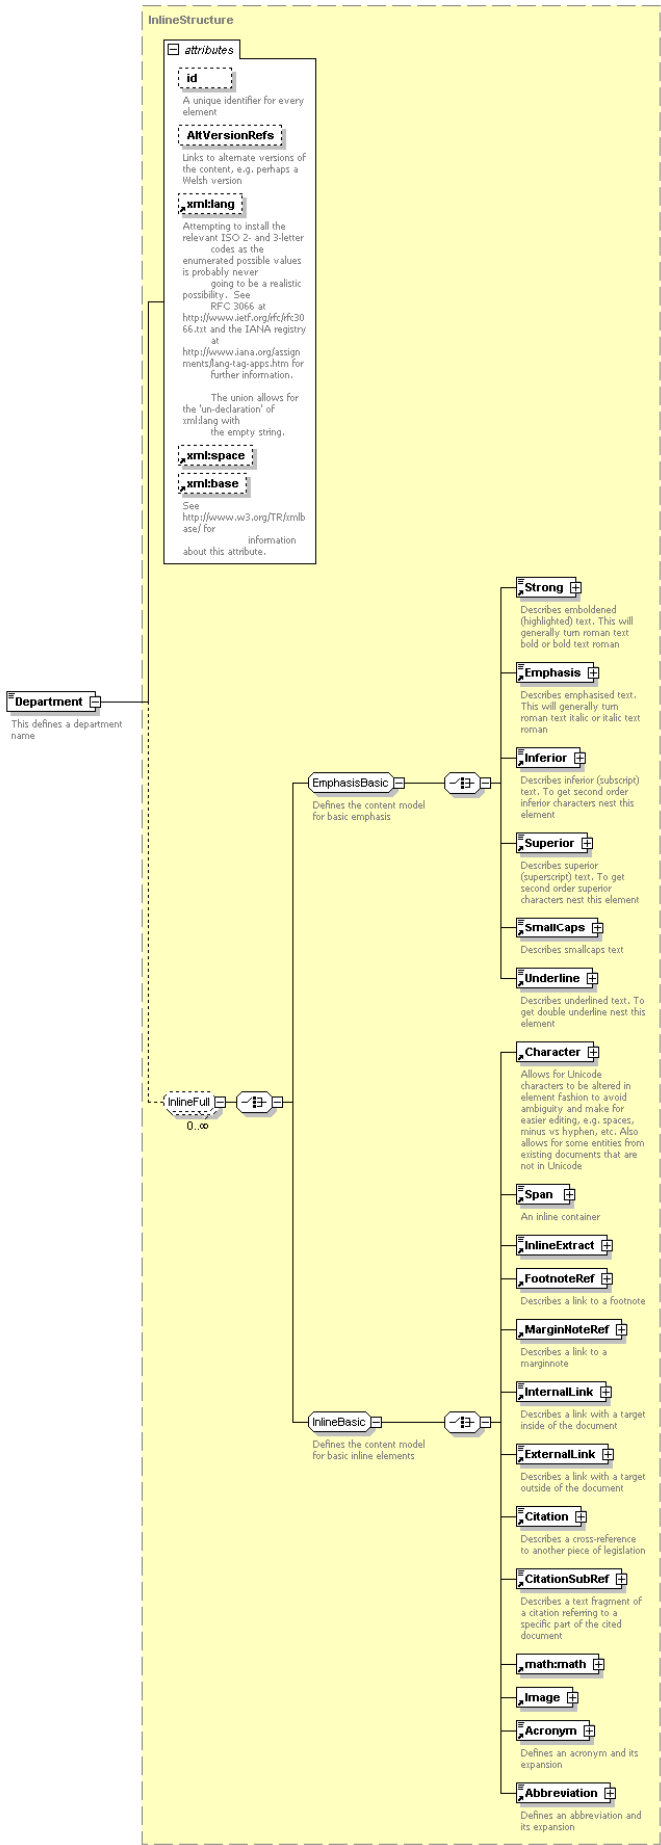 InlineStructure
attributes
id
A unique identifier for every
element
AltVersionRefs
Links to alternate versions of
the content, e.g. perhaps a
Welsh version
xml:lang
Attempting to install the
relevant ISO 2- and 3-letter
codes as the
enumerated possible values
is probably never
going to be a realistic
possibility. See
RFC 3066 at
http://www.ietf.org/rfc/rfc30
66.txt and the IANA registry
at
http://www.iana.org/assign
ments/lang-tag-apps.htm for
further information.
The union allows for
the 'un-declaration' of
xml:lang with
the empty string.
xml:space
xml:base
See
http://www.w3.org/TR/xmlb
ase/ for
information
about this attribute.
Department
This defines a department
name
InlineFull
0..∞
EmphasisBasic
Defines the content model
for basic emphasis
Strong
Describes emboldened
(highlighted) text. This will
generally turn roman text
bold or bold text roman
Emphasis
Describes emphasised text.
This will generally turn
roman text italic or italic text
roman
Inferior
Describes inferior (subscript)
text. To get second order
inferior characters nest this
element
Superior
Describes superior
(superscript) text. To get
second order superior
characters nest this element
SmallCaps
Describes smallcaps text
Underline
Describes underlined text. To
get double underline nest this
element
InlineBasic
Defines the content model
for basic inline elements
Character
Allows for Unicode
characters to be altered in
element fashion to avoid
ambiguity and make for
easier editing, e.g. spaces,
minus vs hyphen, etc. Also
allows for some entities from
existing documents that are
not in Unicode
Span
An inline container
InlineExtract
FootnoteRef
Describes a link to a footnote
MarginNoteRef
Describes a link to a
marginnote
InternalLink
Describes a link with a target
inside of the document
ExternalLink
Describes a link with a target
outside of the document
Citation
Describes a cross-reference
to another piece of legislation
CitationSubRef
Describes a text fragment of
a citation referring to a
specific part of the cited
document
math:math
Image
Acronym
Defines an acronym and its
expansion
Abbreviation
Defines an abbreviation and
its expansion